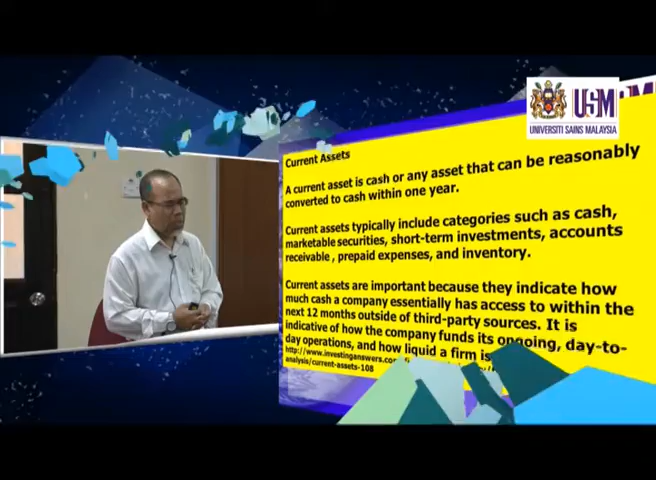 USM
UNIVERSITI SAINS MALAYSIA
Current Assets
A current asset is cash or any asset that can be reasonably
converted to cash within one year.
Current assets typically include categories such as cash,
marketable securities, short-term investments, accounts
receivable , prepaid expenses, and inventory.
Current assets are important because they indicate how
much cash a company essentially has access to within the
next 12 months outside of third-party sources. It is
indicative of how the company funds its ongoing, day-to-
day operations, and how liquid a firm is
http://www.investinganswers.com/
analysis/current-assets-108